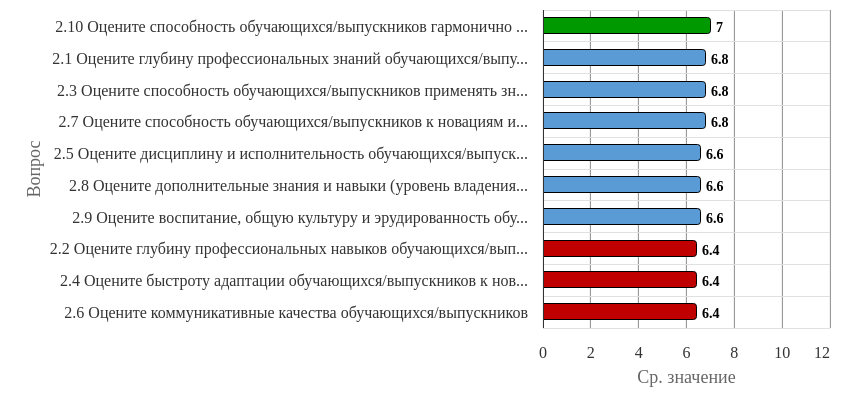 2.10 Оцените способность обучающихся/выпускников гармонично ... 7
2.1 Оцените глубину профессиональных знаний обучающихся/выпу... 6.8
2.3 Оцените способность обучающихся/выпускников применять зн... 6.8
2.7 Оцените способность обучающихся/выпускников к новациям и... 6.8
2.5 Оцените дисциплину и исполнительность обучающихся/выпуск... 6.6
2.8 Оцените дополнительные знания и навыки (уровень владения... 6.6
2.9 Оцените воспитание, общую культуру и эрудированность обу... 6.6
2.2 Оцените глубину профессиональных навыков обучающихся/вып... 6.4
2.4 Оцените быстроту адаптации обучающихся/выпускников к нов... 6.4
2.6 Оцените коммуникативные качества обучающихся/выпускников 6.4
Вопрос
0 2 4 6 8 10 12
Ср. значение